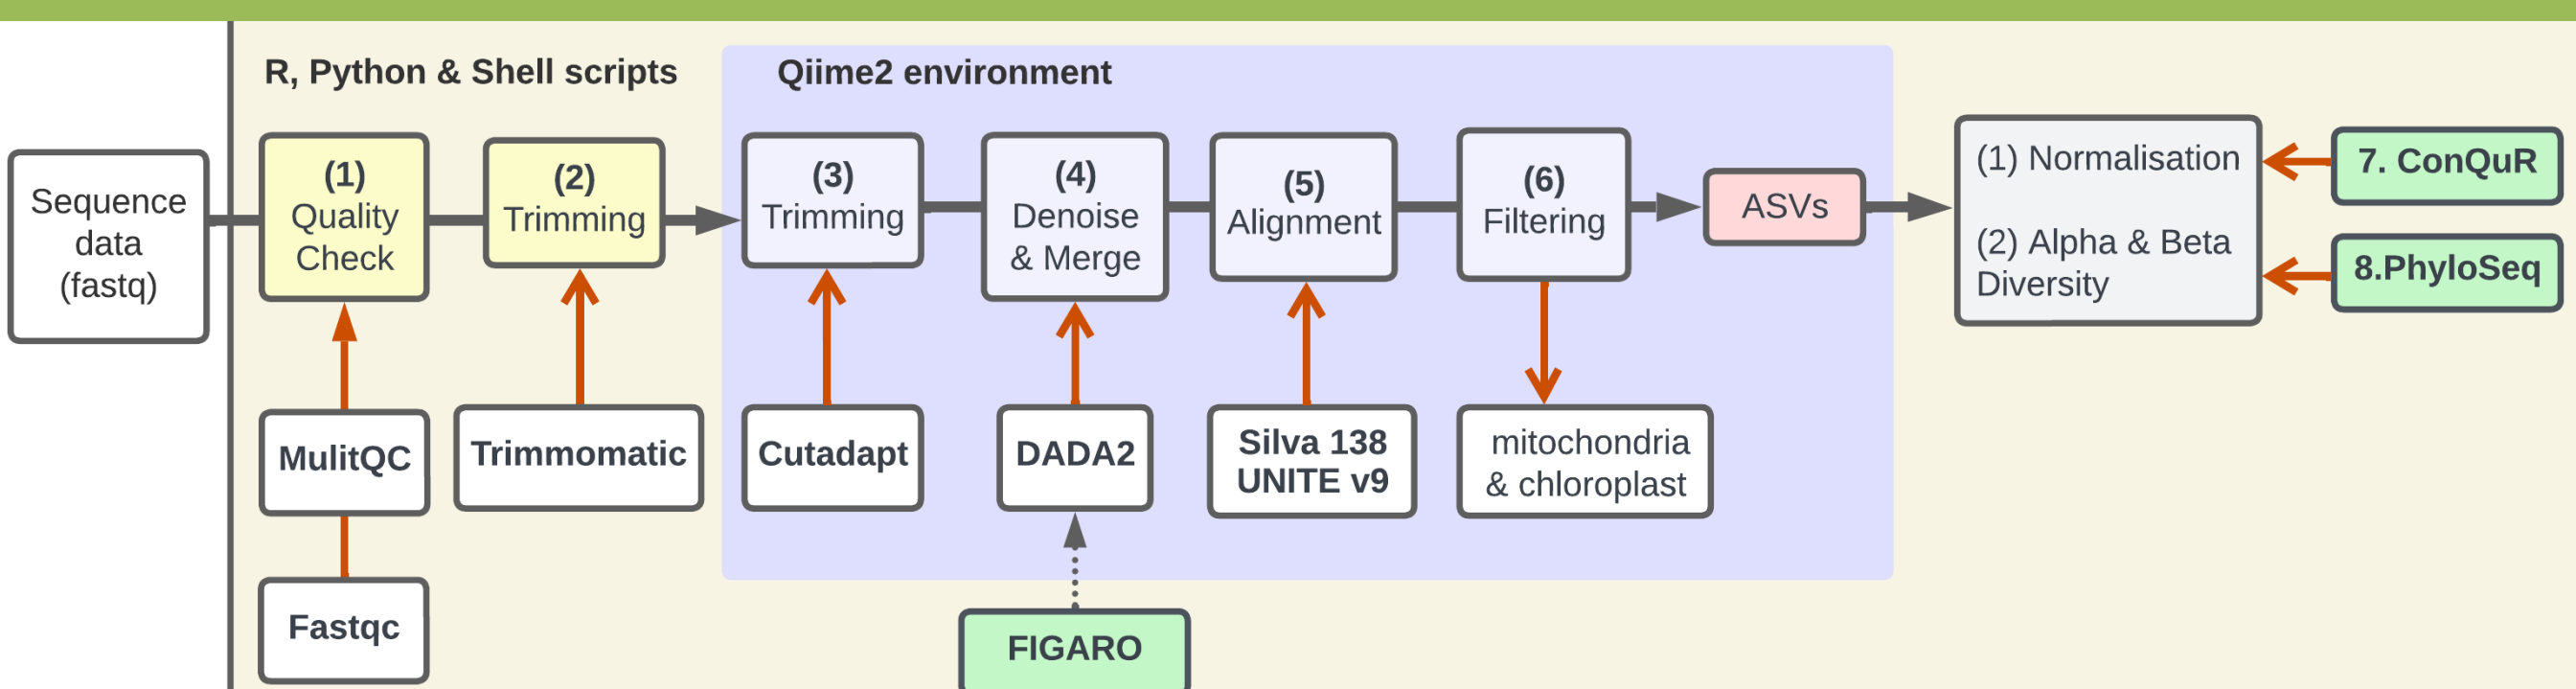 R, Python & Shell scripts
Qiime2 environment
Sequence
data
(fastq)
(1)
Quality
Check
(2)
Trimming
(3)
Trimming
(4)
Denoise
& Merge
(5)
Alignment
(6)
Filtering
ASVs
(1) Normalisation
(2) Alpha & Beta
Diversity
7. ConQuR
8.PhyloSeq
MulitQC
Trimmomatic
Cutadapt
DADA2
Silva 138
UNITE v9
mitochondria
& chloroplast
Fastqc
FIGARO